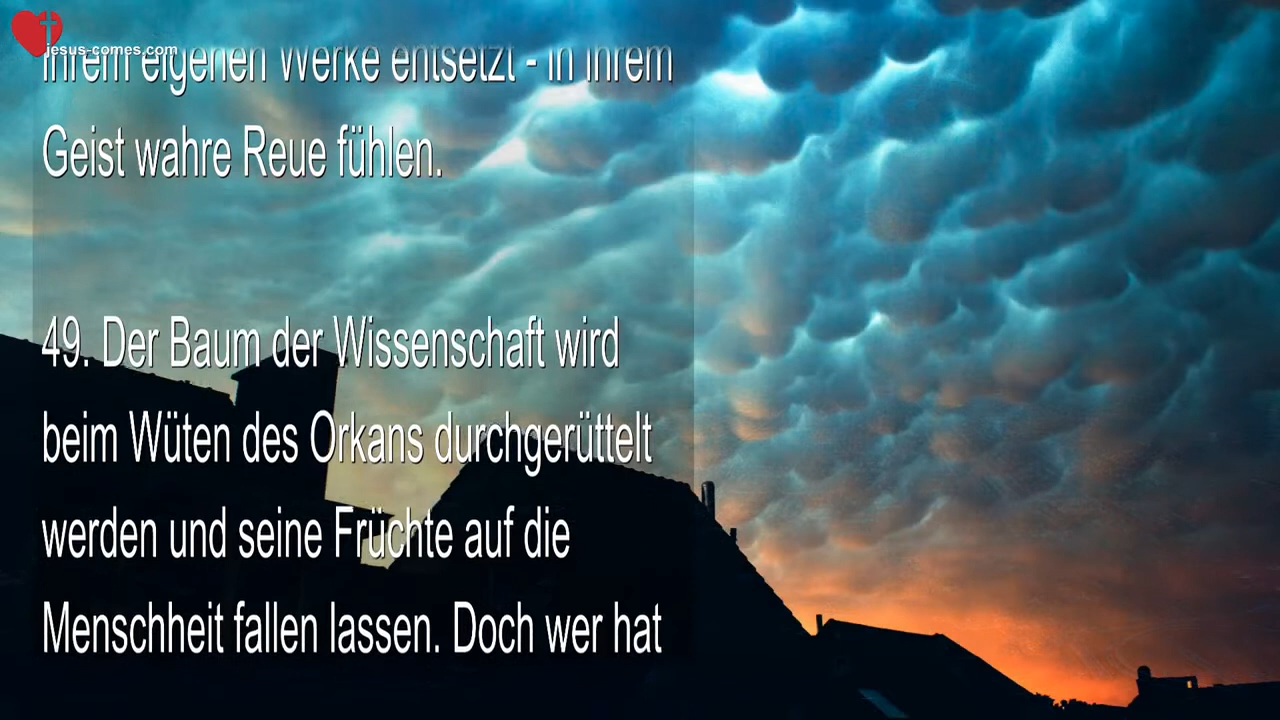 jesus-comes.com
ihrem eigenen Werke entsetzt - in ihrem
Geist wahre Reue fühlen.
49. Der Baum der Wissenschaft wird
beim Wüten des Orkans durchgerüttelt
werden und seine Früchte auf die
Menschheit fallen lassen. Doch wer hat